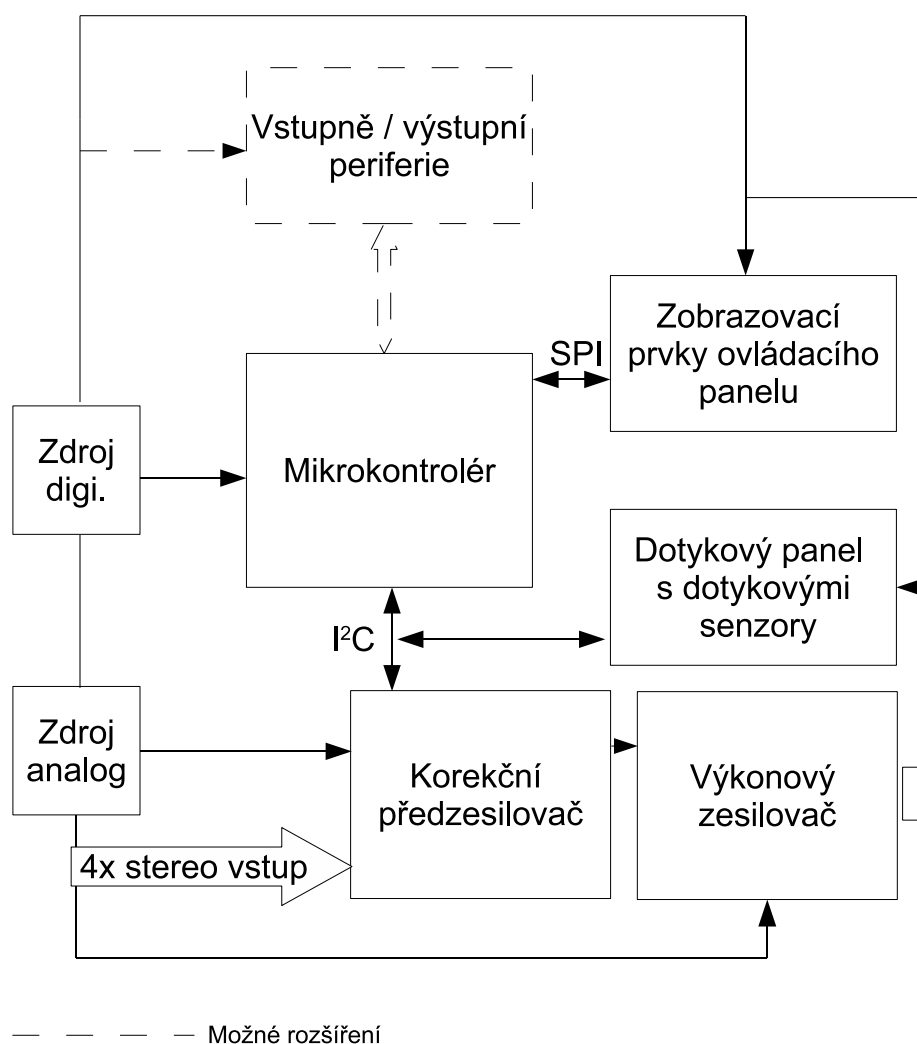 Vstupně / výstupní
periferie
Zobrazovací
prvky ovládacího
panelu
SPI
Zdroj
digi.
Mikrokontrolér
Dotykový panel
s dotykovými
senzory
I²C
Zdroj
analog
Korekční
předzesilovač
Výkonový
zesilovač
4x stereo vstup
Možné rozšíření